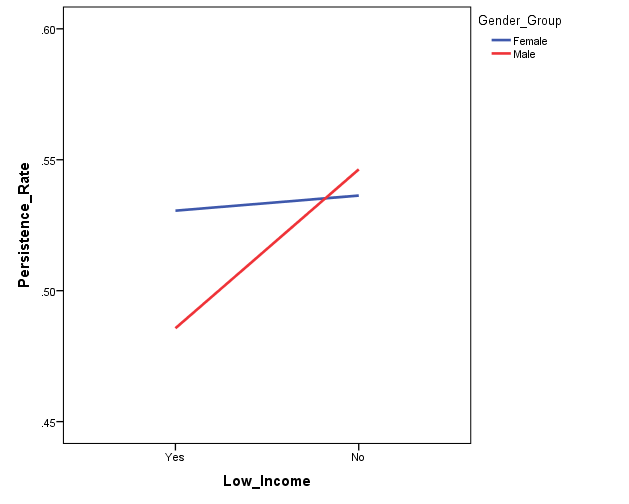 Gender_Group
Female
Male
.60
.55
.50
.45
Persistence_Rate
Yes
No
Low_Income